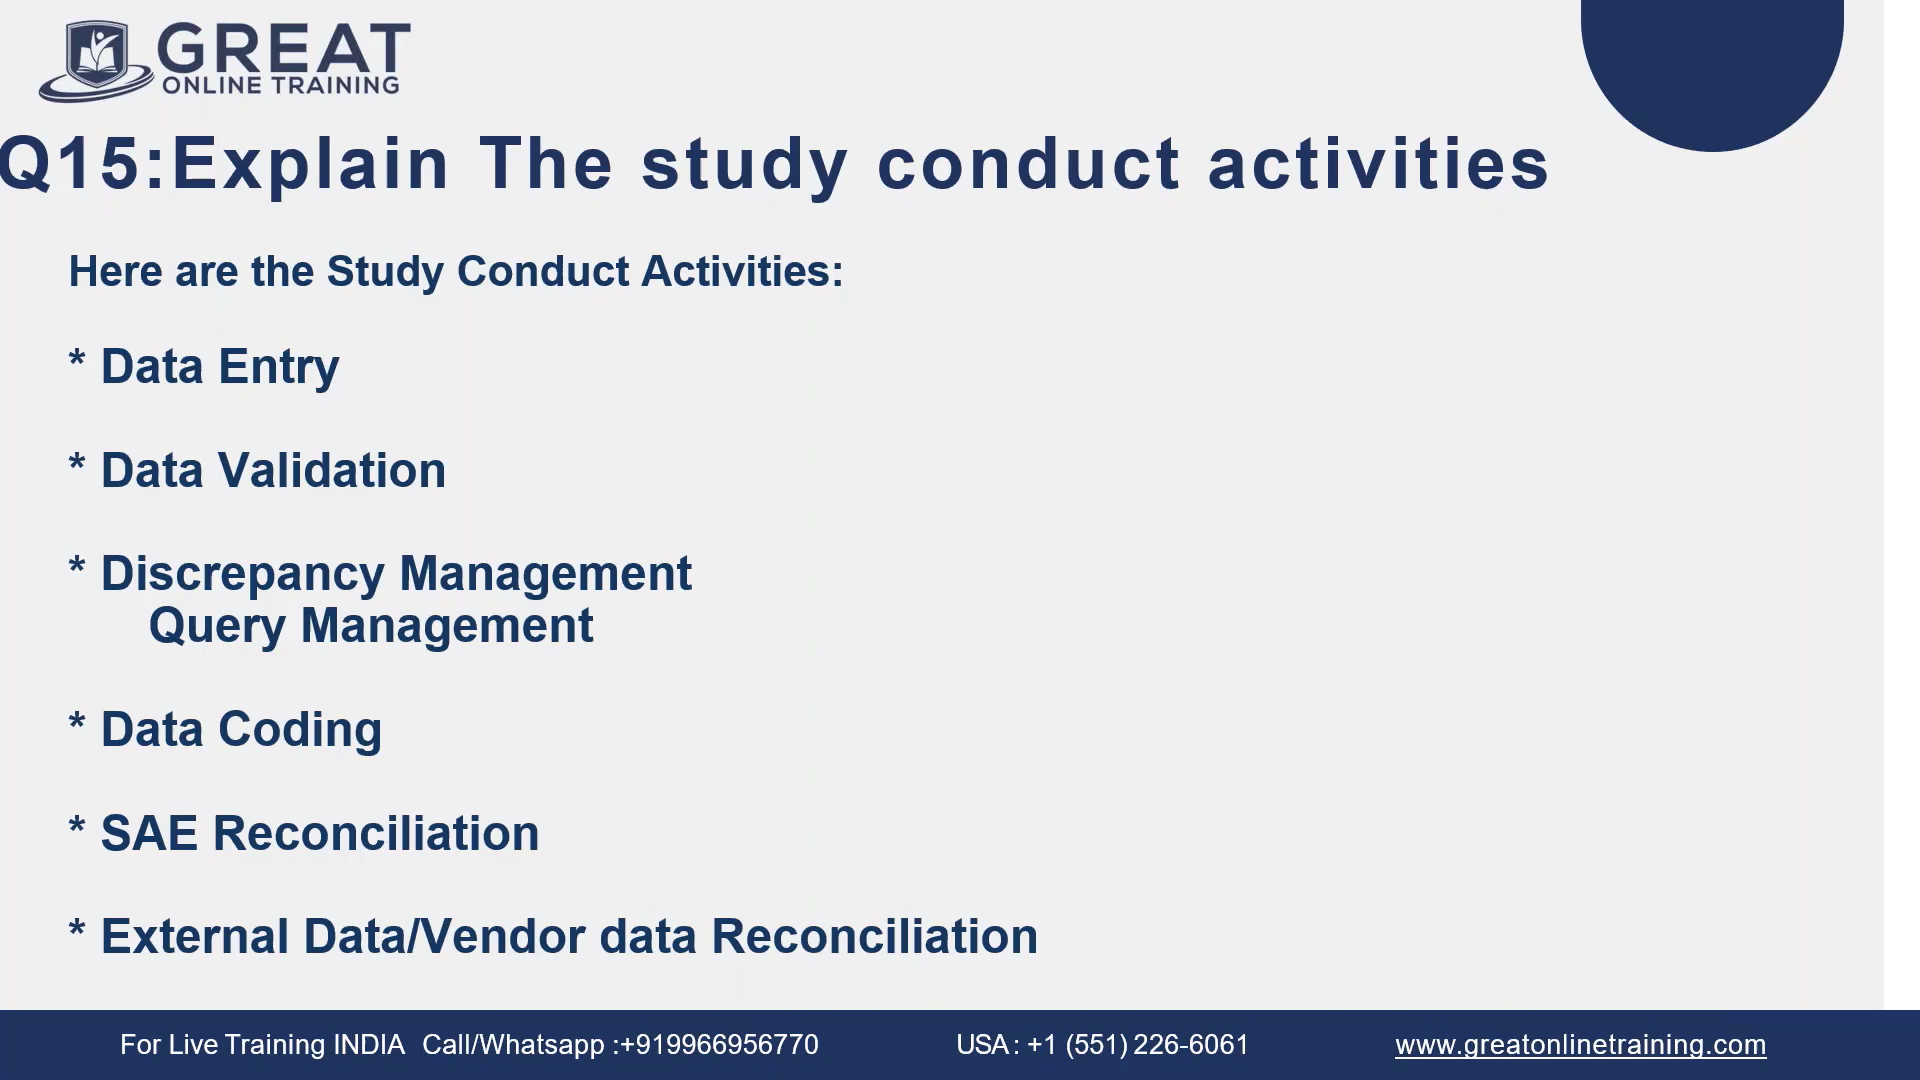 GREAT
ONLINE TRAINING
Q15:Explain The study conduct activities
Here are the Study Conduct Activities:
* Data Entry
* Data Validation
* Discrepancy Management
Query Management
* Data Coding
* SAE Reconciliation
* External Data/Vendor data Reconciliation
For Live Training INDIA Call/Whatsapp :+919966956770 USA : +1 (551) 226-6061 www.greatonlinetraining.com